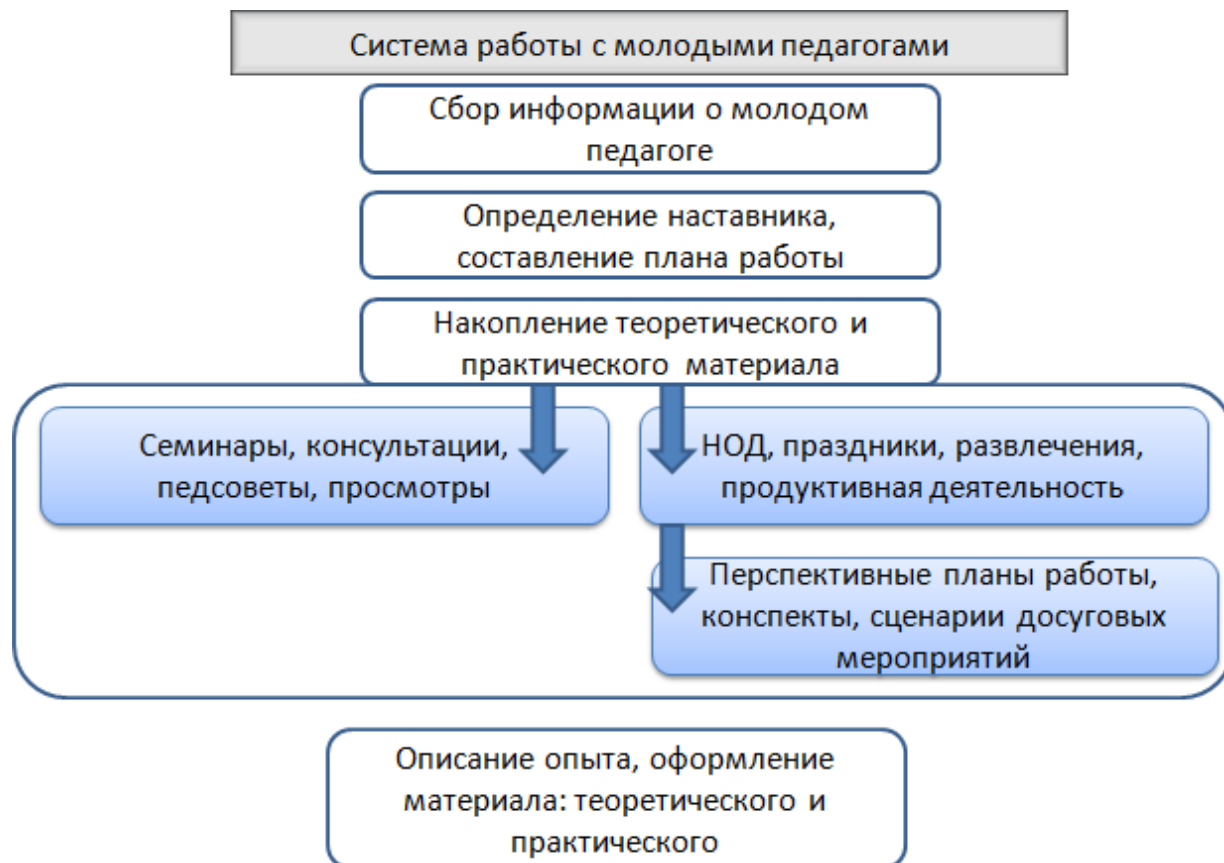 Система работы с молодыми педагогами
Сбор информации о молодом
педагоге
Определение наставника,
составление плана работы
Накопление теоретического и
практического материала
Семинары, консультации,
педсоветы, просмотры
НОД, праздники, развлечения,
продуктивная деятельность
Перспективные планы работы,
конспекты, сценарии досуговых
мероприятий
Описание опыта, оформление
материала: теоретического и
практического